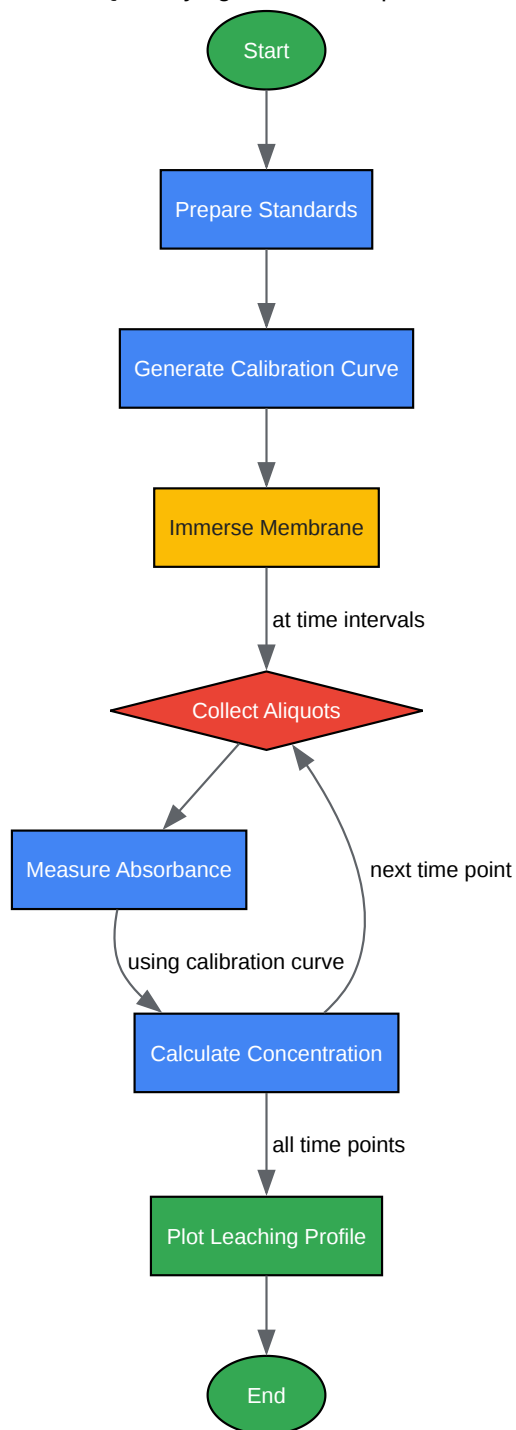 Start
Prepare Standards
Generate Calibration Curve
Immerse Membrane
at time intervals
Collect Aliquots
Measure Absorbance
next time point
using calibration curve
Calculate Concentration
all time points
Plot Leaching Profile
End